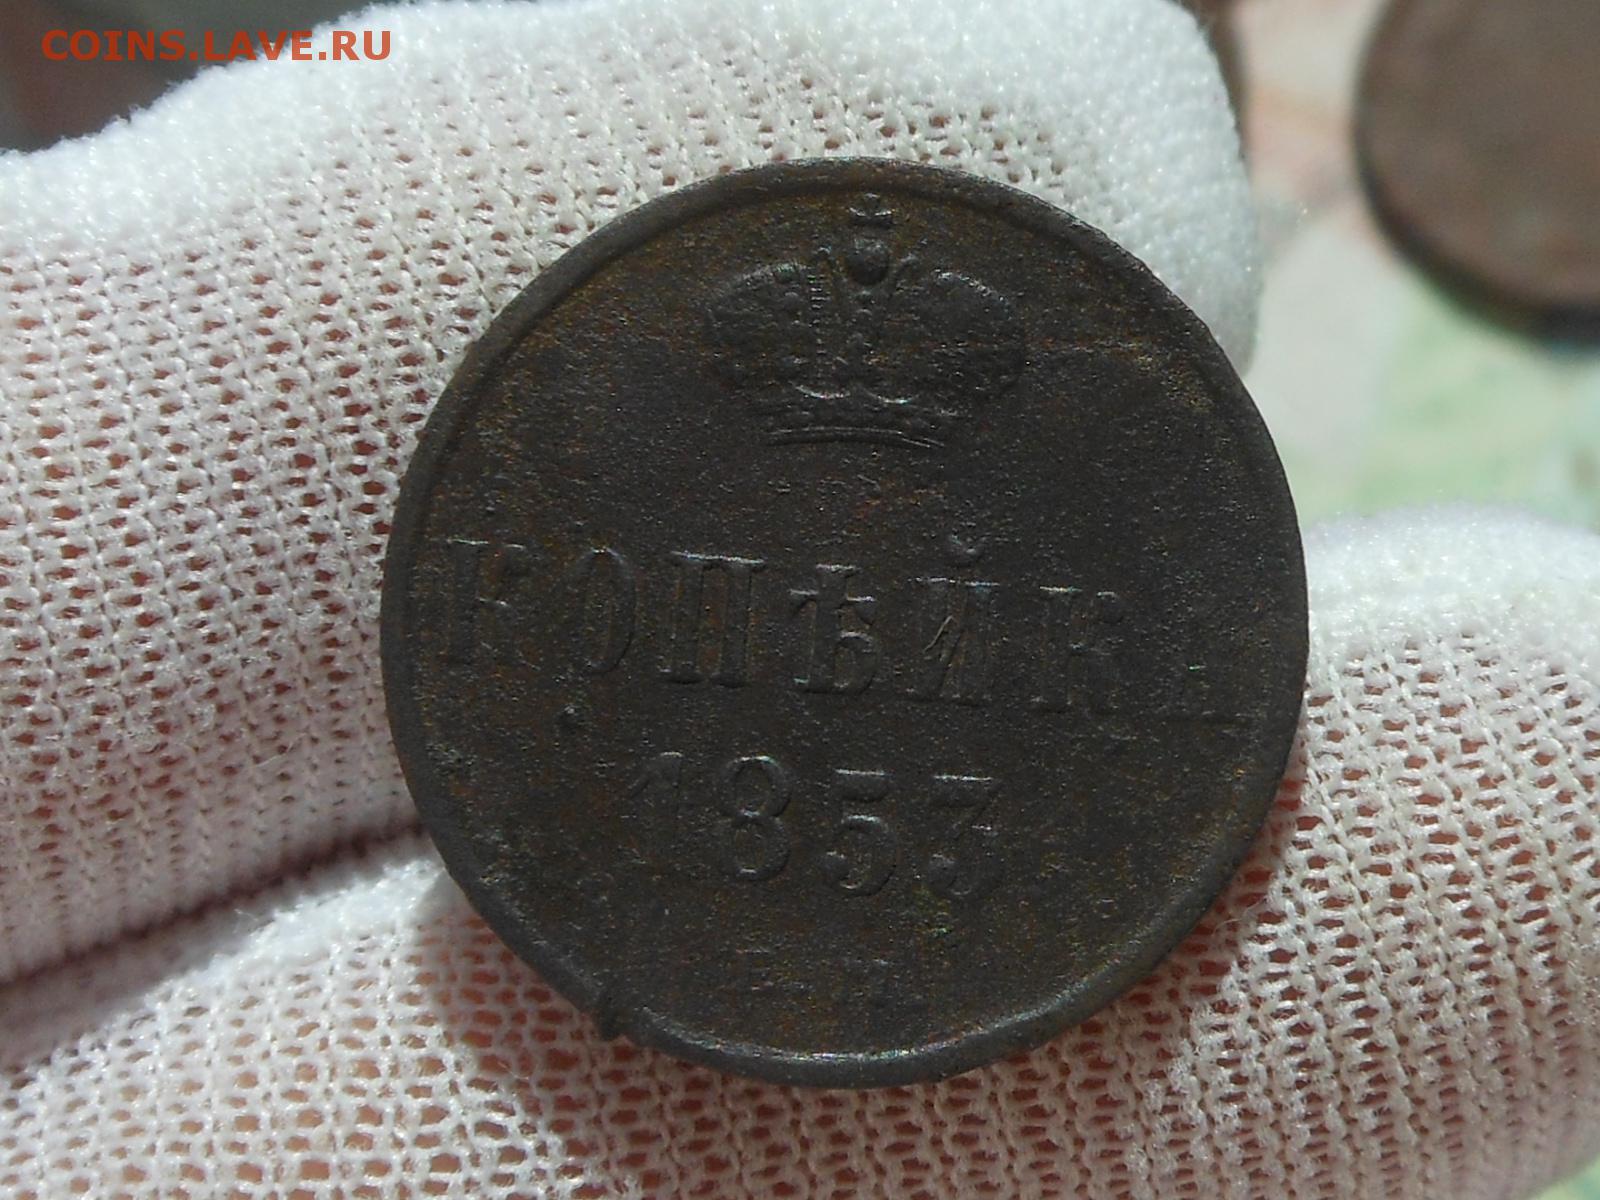 COINS.LAVE.RU
КОПѢЙКА
1853
Е.М.